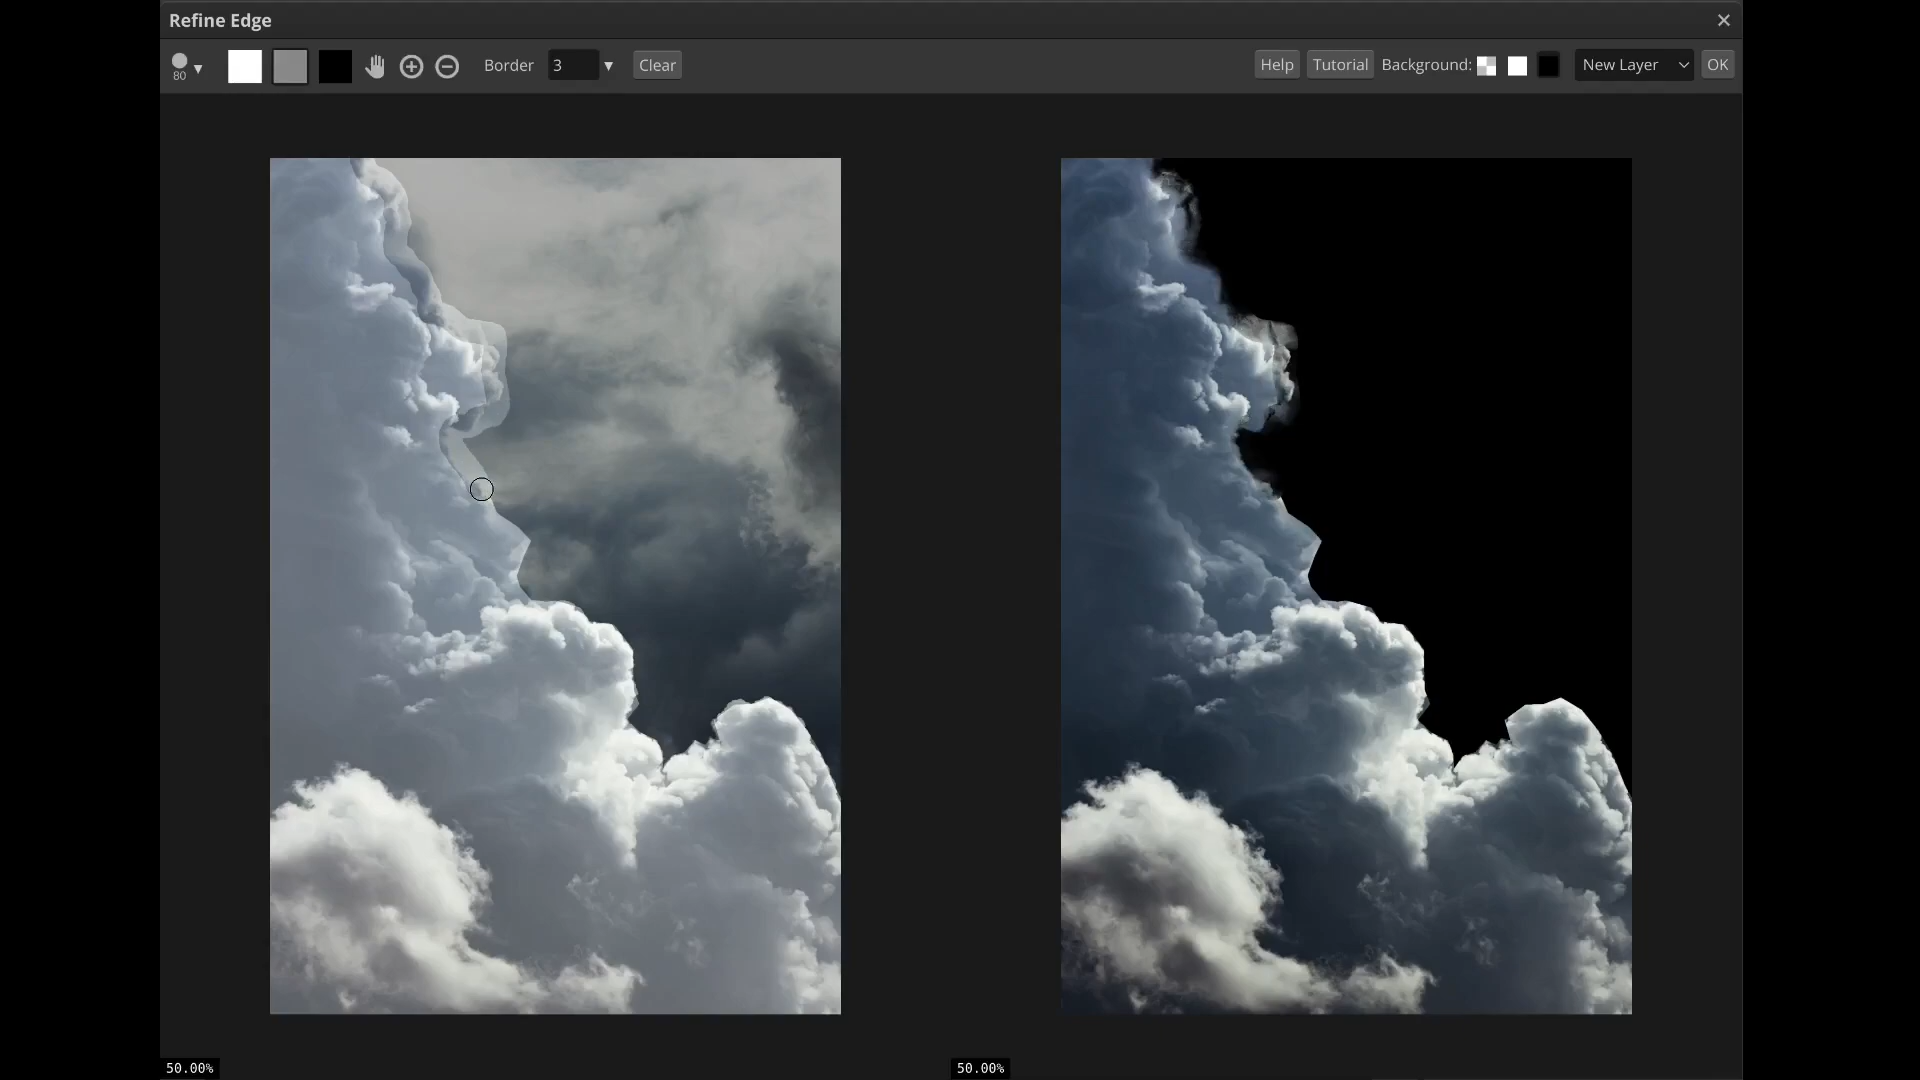 Refine Edge
80
Border 3 Clear
Help Tutorial Background: New Layer OK
50.00% 50.00%